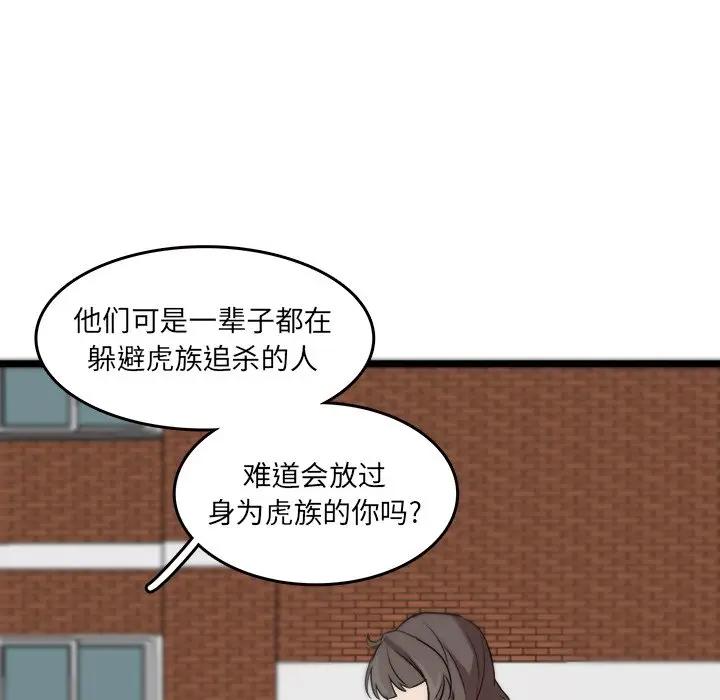 他们可是一辈子都在
躲避虎族追杀的人
难道会放过
身为虎族的你吗?